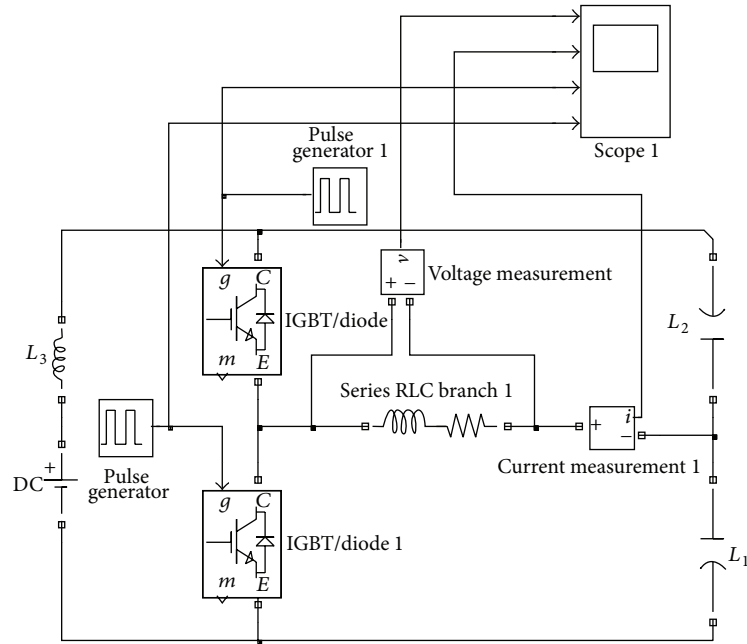 Pulse
generator 1
Scope 1
v
+ −
Voltage measurement
g C
IGBT/diode
m E
L2
L3
Series RLC branch 1
+ i
−
Current measurement 1
Pulse
generator
+
DC
g C
IGBT/diode 1
m E
L1